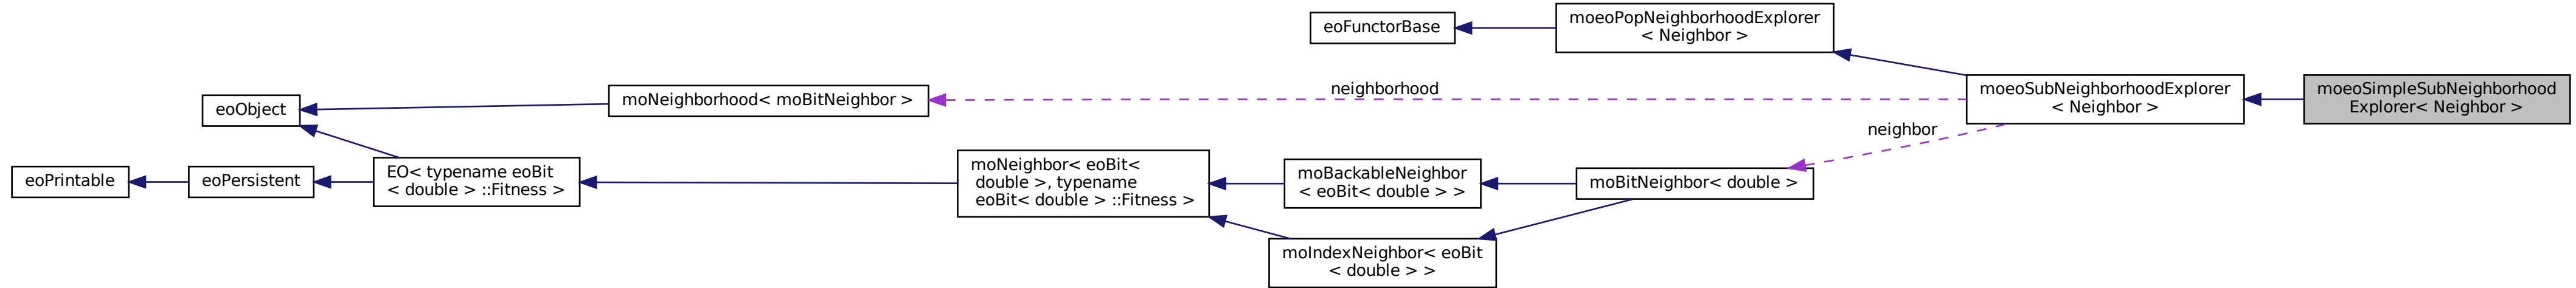 eoFunctorBase
moeoPopNeighborhoodExplorer
< Neighbor >
eoObject
moNeighborhood< moBitNeighbor >
neighborhood
moeoSubNeighborhoodExplorer
< Neighbor >
moeoSimpleSubNeighborhood
Explorer< Neighbor >
neighbor
eoPrintable
eoPersistent
EO< typename eoBit
< double > ::Fitness >
moNeighbor< eoBit<
double >, typename
eoBit< double > ::Fitness >
moBackableNeighbor
< eoBit< double > >
moBitNeighbor< double >
moIndexNeighbor< eoBit
< double > >